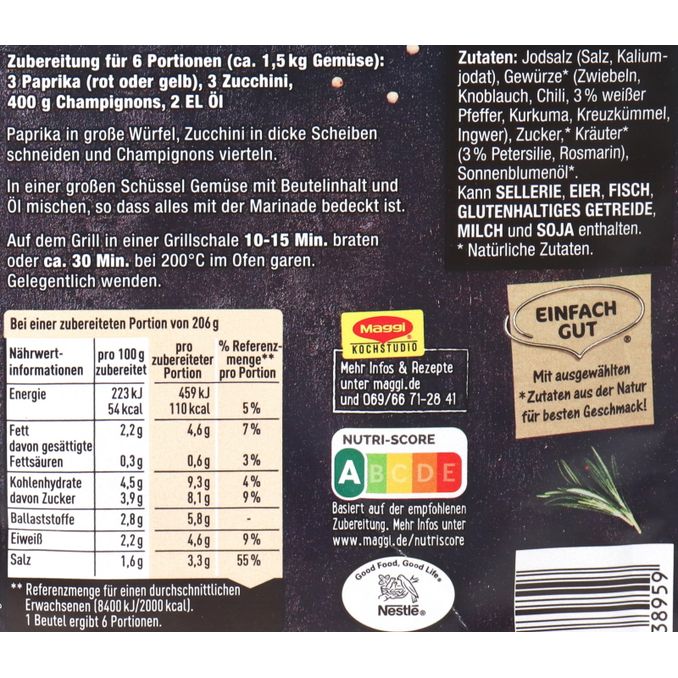 Zubereitung für 6 Portionen (ca. 1,5 kg Gemüse):
3 Paprika (rot oder gelb), 3 Zucchini,
400 g Champignons, 2 EL Öl
Paprika in große Würfel, Zucchini in dicke Scheiben
schneiden und Champignons vierteln.
In einer großen Schüssel Gemüse mit Beutelinhalt und
Öl mischen, so dass alles mit der Marinade bedeckt ist.
Auf dem Grill in einer Grillschale 10-15 Min. braten
oder ca. 30 Min. bei 200°C im Ofen garen.
Gelegentlich wenden.
Zutaten: Jodsalz (Salz, Kalium-
jodat), Gewürze* (Zwiebeln,
Knoblauch, Chili, 3 % weißer
Pfeffer, Kurkuma, Kreuzkümmel,
Ingwer), Zucker,* Kräuter*
(3 % Petersilie, Rosmarin),
Sonnenblumenöl*.
Kann SELLERIE, EIER, FISCH,
GLUTENHALTIGES GETREIDE,
MILCH und SOJA enthalten.
* Natürliche Zutaten.
Bei einer zubereiteten Portion von 206 g
Nährwert-informationen pro 100 g zubereitet pro zubereiteter Portion % Referenz-menge** pro Portion
Energie 223 kJ 459 kJ
54 kcal 110 kcal 5 %
Fett 2,2 g 4,6 g 7 %
davon gesättigte
Fettsäuren 0,3 g 0,6 g 3 %
Kohlenhydrate 4,5 g 9,3 g 4 %
davon Zucker 3,9 g 8,1 g 9 %
Ballaststoffe 2,8 g 5,8 g -
Eiweiß 2,2 g 4,6 g 9 %
Salz 1,6 g 3,3 g 55 %
** Referenzmenge für einen durchschnittlichen
Erwachsenen (8400 kJ/2000 kcal).
1 Beutel ergibt 6 Portionen.
Maggi
KOCHSTUDIO
Mehr Infos & Rezepte
unter maggi.de
und 069/66 71-28 41
NUTRI-SCORE
A B C D E
Basiert auf der empfohlenen
Zubereitung. Mehr Infos unter
www.maggi.de/nutriscore
Good Food, Good Life®
Nestlé®
EINFACH
GUT
®
Mit ausgewählten
*Zutaten aus der Natur
für besten Geschmack!
38959